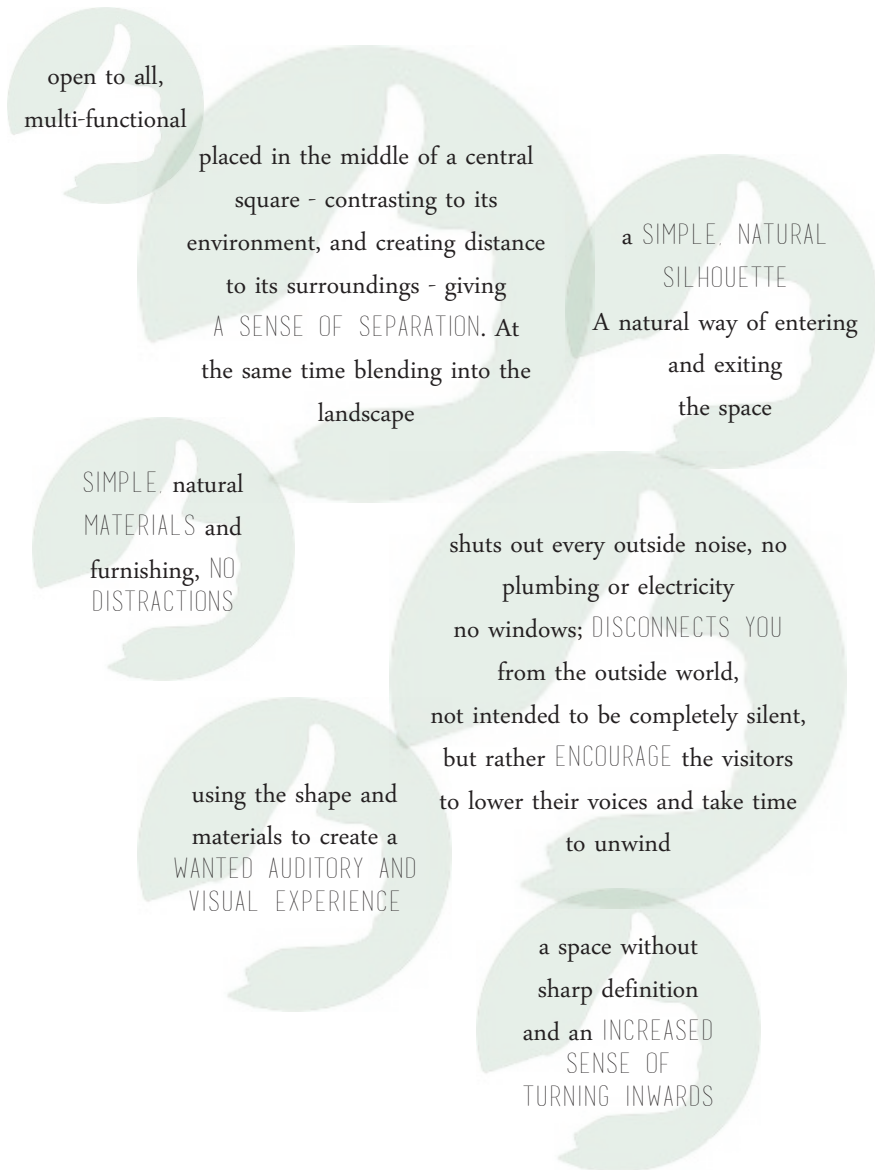 open to all,
multi-functional
placed in the middle of a central
square - contrasting to its
environment, and creating distance
to its surroundings - giving
A SENSE OF SEPARATION. At
the same time blending into the
landscape
a SIMPLE, NATURAL
SILHOUETTE
A natural way of entering
and exiting
the space
SIMPLE, natural
MATERIALS and
furnishing, NO
DISTRACTIONS
shuts out every outside noise, no
plumbing or electricity
no windows; DISCONNECTS YOU
from the outside world,
not intended to be completely silent,
but rather ENCOURAGE the visitors
to lower their voices and take time
to unwind
using the shape and
materials to create a
WANTED AUDITORY AND
VISUAL EXPERIENCE
a space without
sharp definition
and an INCREASED
SENSE OF
TURNING INWARDS